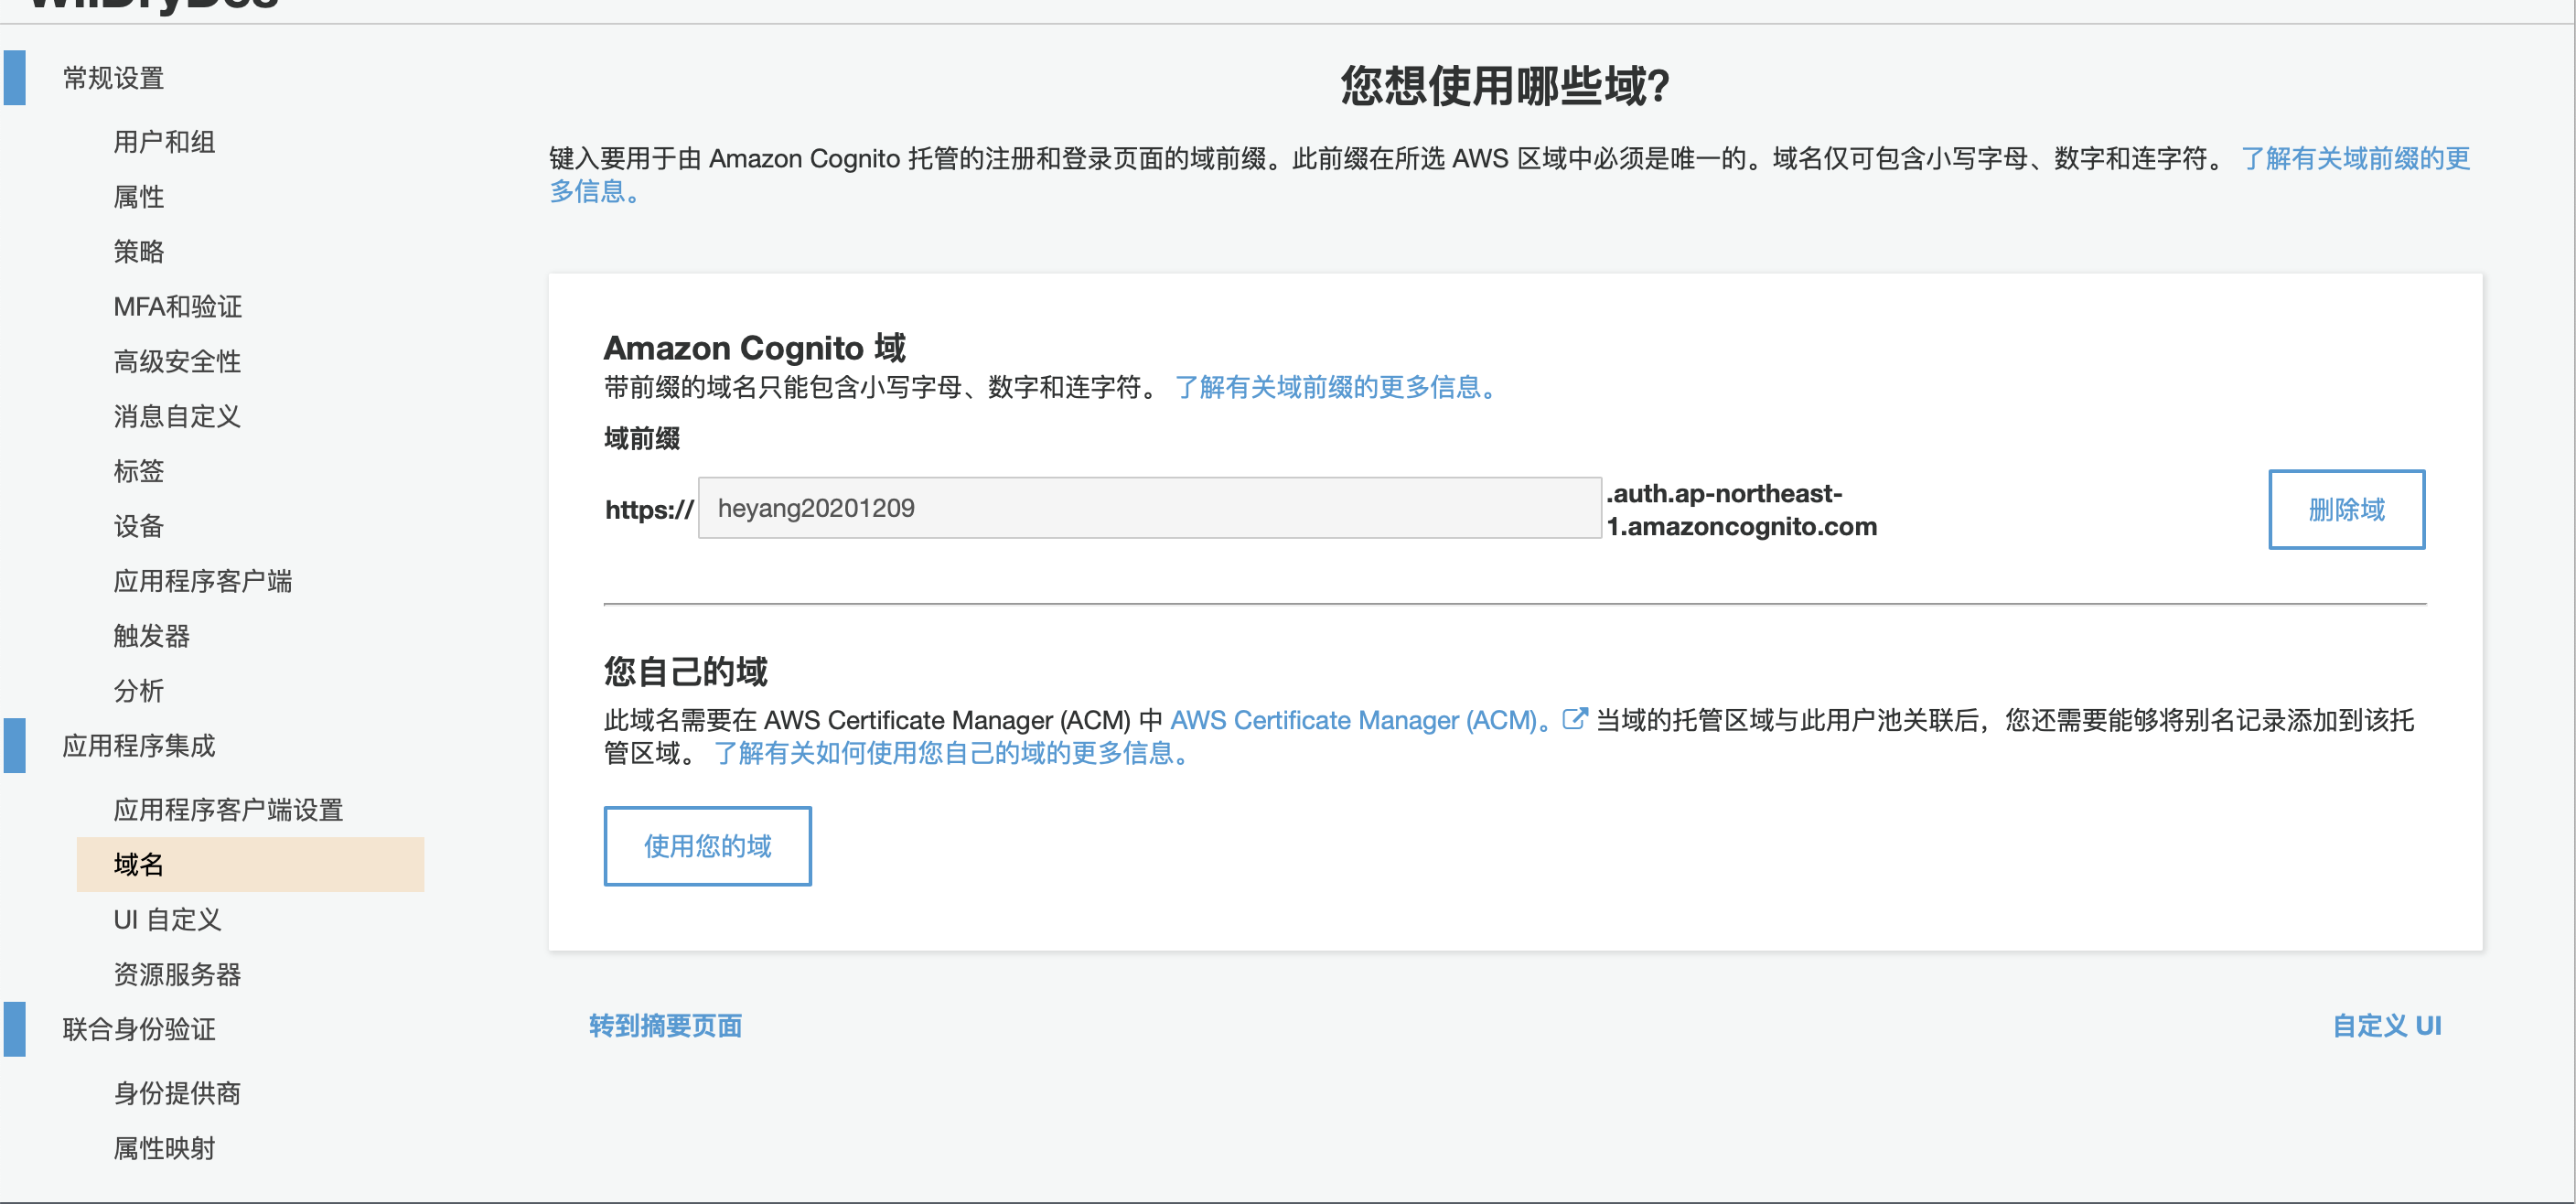 常规设置
用户和组
属性
策略
MFA和验证
高级安全性
消息自定义
标签
设备
应用程序客户端
触发器
分析
应用程序集成
应用程序客户端设置
域名
UI 自定义
资源服务器
联合身份验证
身份提供商
属性映射
您想使用哪些域?
键入要用于由 Amazon Cognito 托管的注册和登录页面的域前缀。此前缀在所选 AWS 区域中必须是唯一的。域名仅可包含小写字母、数字和连字符。 了解有关域前缀的更
多信息。
Amazon Cognito 域
带前缀的域名只能包含小写字母、数字和连字符。 了解有关域前缀的更多信息。
域前缀
https:// heyang20201209 .auth.ap-northeast-
1.amazoncognito.com
删除域
您自己的域
此域名需要在 AWS Certificate Manager (ACM) 中 AWS Certificate Manager (ACM)。 当域的托管区域与此用户池关联后，您还需要能够将别名记录添加到该托
管区域。 了解有关如何使用您自己的域的更多信息。
使用您的域
转到摘要页面
自定义 UI